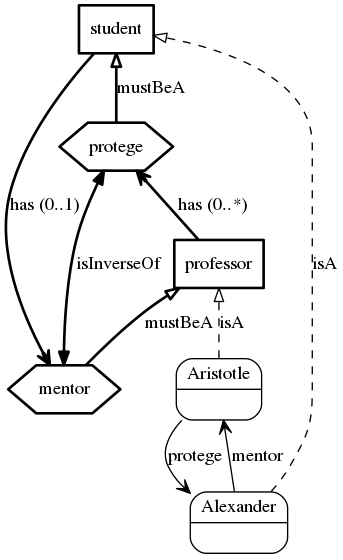 student
mustBeA
protege
has (0..1)
has (0..*)
isInverseOf
professor
isA
mustBeA
isA
mentor
Aristotle
protege
mentor
Alexander